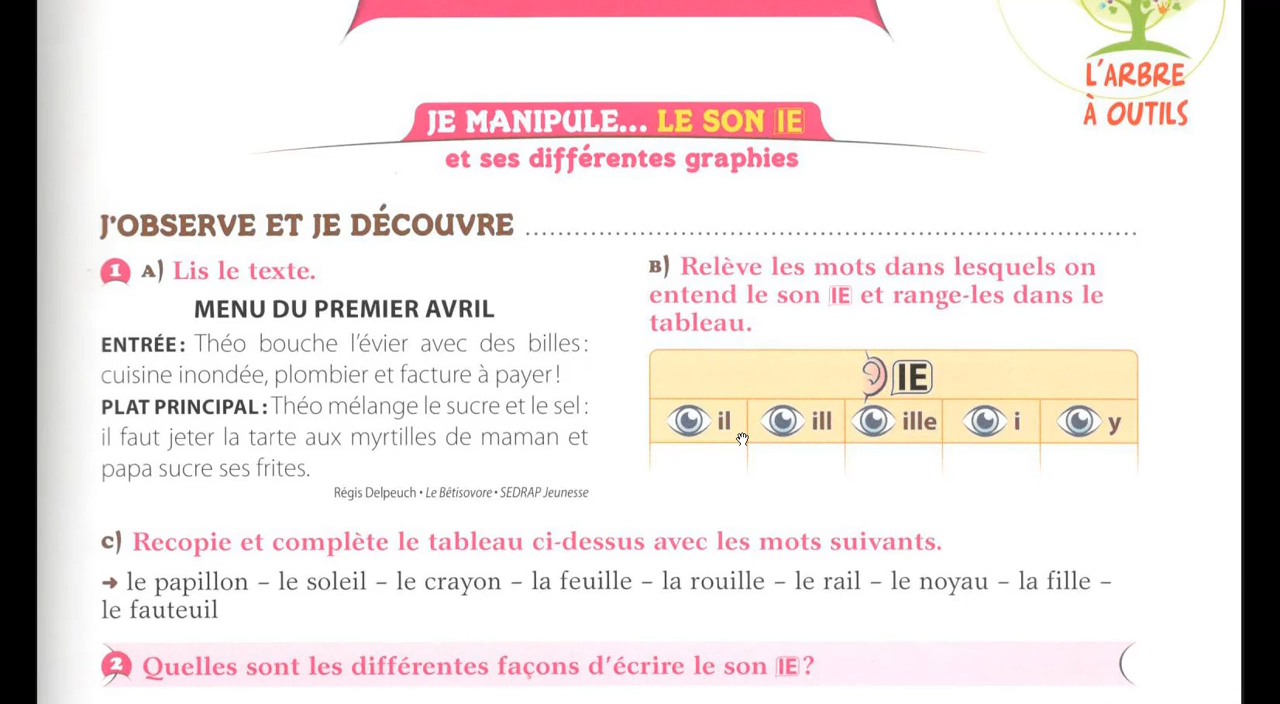 L'ARBRE
À OUTILS
JE MANIPULE... LE SON IE
et ses différentes graphies
J'OBSERVE ET JE DÉCOUVRE
1 A) Lis le texte.
MENU DU PREMIER AVRIL
ENTRÉE : Théo bouche l'évier avec des billes :
cuisine inondée, plombier et facture à payer !
PLAT PRINCIPAL : Théo mélange le sucre et le sel :
il faut jeter la tarte aux myrtilles de maman et
papa sucre ses frites.
Régis Delpeuch • Le Bêtisovore • SEDRAP Jeunesse
B) Relève les mots dans lesquels on
entend le son IE et range-les dans le
tableau.
IE
il ill ille i y
c) Recopie et complète le tableau ci-dessus avec les mots suivants.
→ le papillon – le soleil – le crayon – la feuille – la rouille – le rail – le noyau – la fille –
le fauteuil
2 Quelles sont les différentes façons d'écrire le son IE ?